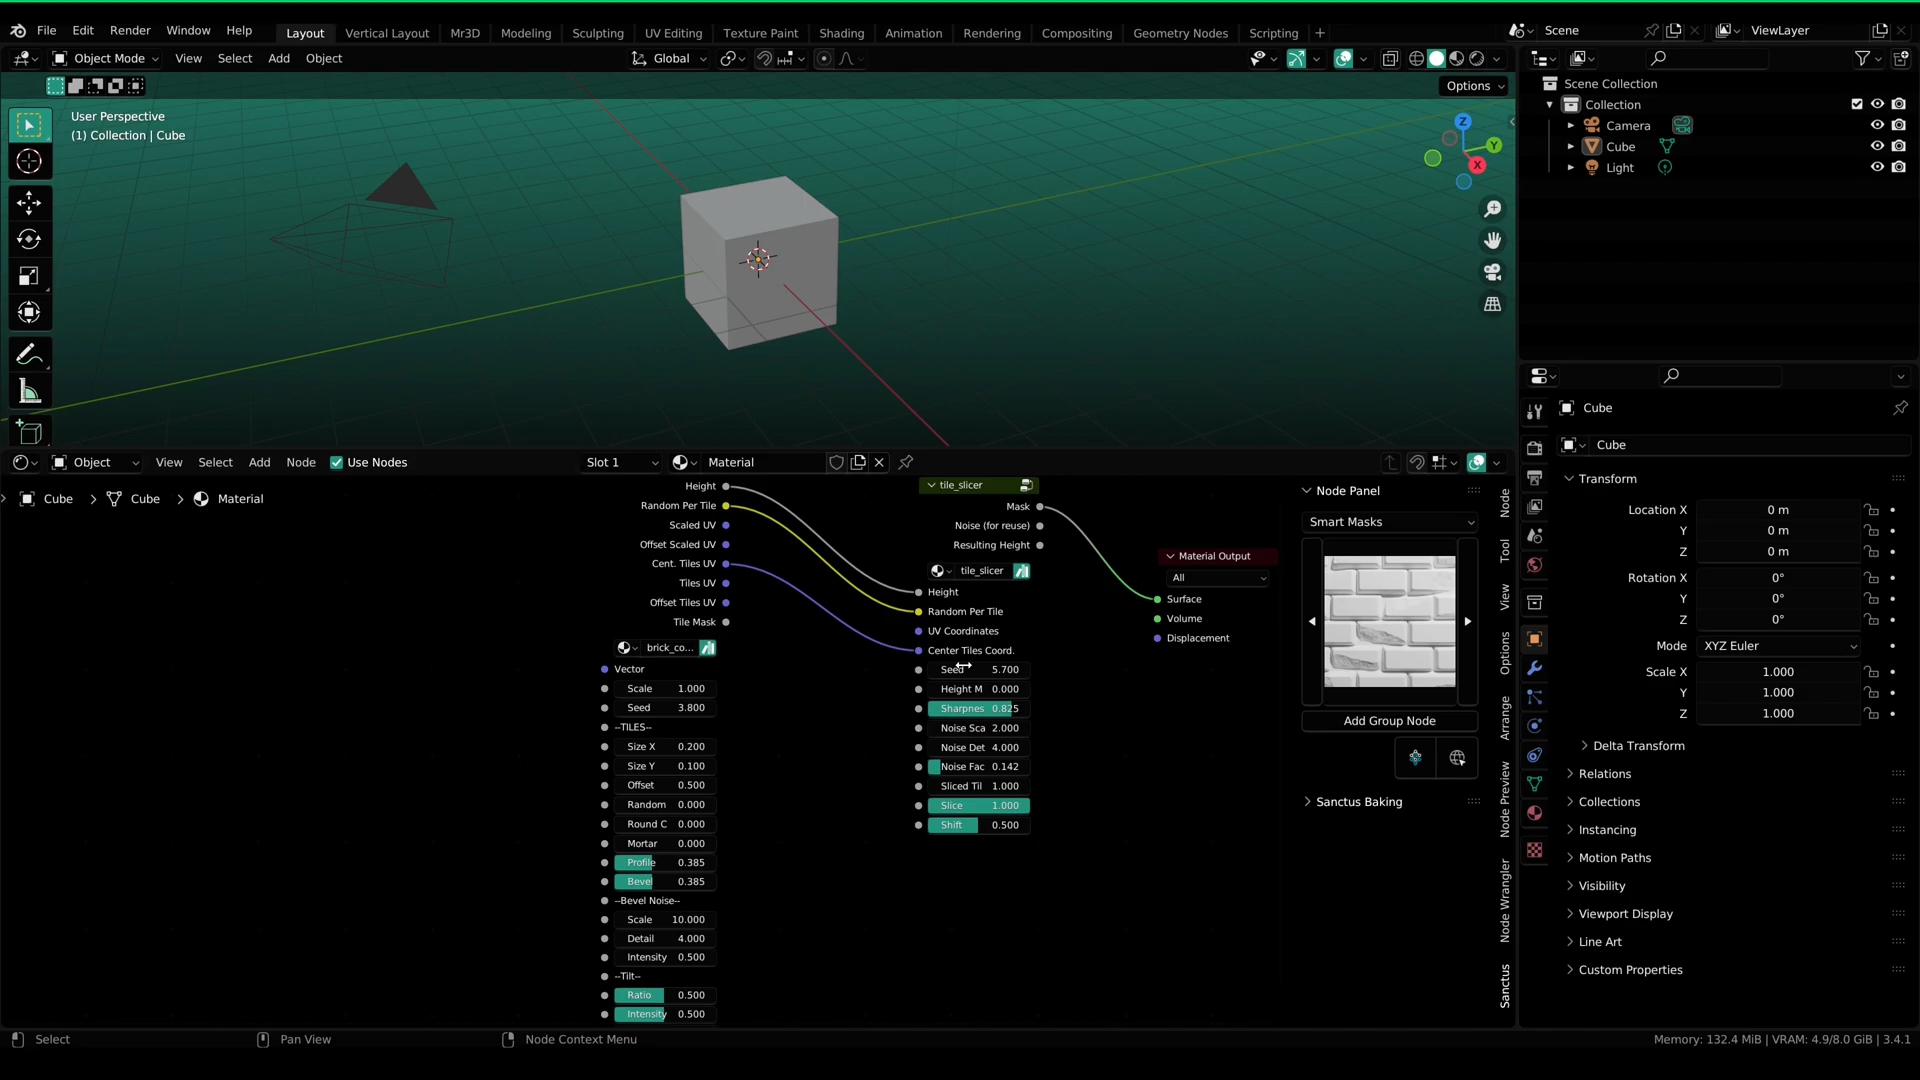 File Edit Render Window Help Layout Vertical Layout Mr3D Modeling Sculpting UV Editing Texture Paint Shading Animation Rendering Compositing Geometry Nodes Scripting + Scene ViewLayer
Object Mode View Select Add Object Global
Options
User Perspective
(1) Collection | Cube
Z
Y
X
Scene Collection
Collection
Camera
Cube
Light
Cube
Cube
Transform
Location X 0 m
Y 0 m
Z 0 m
Rotation X 0°
Y 0°
Z 0°
Mode XYZ Euler
Scale X 1.000
Y 1.000
Z 1.000
Delta Transform
Relations
Collections
Instancing
Motion Paths
Visibility
Viewport Display
Line Art
Custom Properties
Object View Select Add Node Use Nodes Slot 1 Material
Cube Cube Material
Height
Random Per Tile
Scaled UV
Offset Scaled UV
Cent. Tiles UV
Tiles UV
Offset Tiles UV
Tile Mask
brick_co...
Vector
Scale 1.000
Seed 3.800
--TILES--
Size X 0.200
Size Y 0.100
Offset 0.500
Random 0.000
Round C 0.000
Mortar 0.000
Profile 0.385
Bevel 0.385
--Bevel Noise--
Scale 10.000
Detail 4.000
Intensity 0.500
--Tilt--
Ratio 0.500
Intensity 0.500
tile_slicer
Mask
Noise (for reuse)
Resulting Height
tile_slicer
Height
Random Per Tile
UV Coordinates
Center Tiles Coord.
Seed 5.700
Height M 0.000
Sharpnes 0.825
Noise Sca 2.000
Noise Det 4.000
Noise Fac 0.142
Sliced Til 1.000
Slice 1.000
Shift 0.500
Material Output
All
Surface
Volume
Displacement
Node Panel
Smart Masks
Add Group Node
Sanctus Baking
Node
Tool
View
Options
Arrange
Node Preview
Node Wrangler
Sanctus
Select Pan View Node Context Menu Memory: 132.4 MiB | VRAM: 4.9/8.0 GiB | 3.4.1